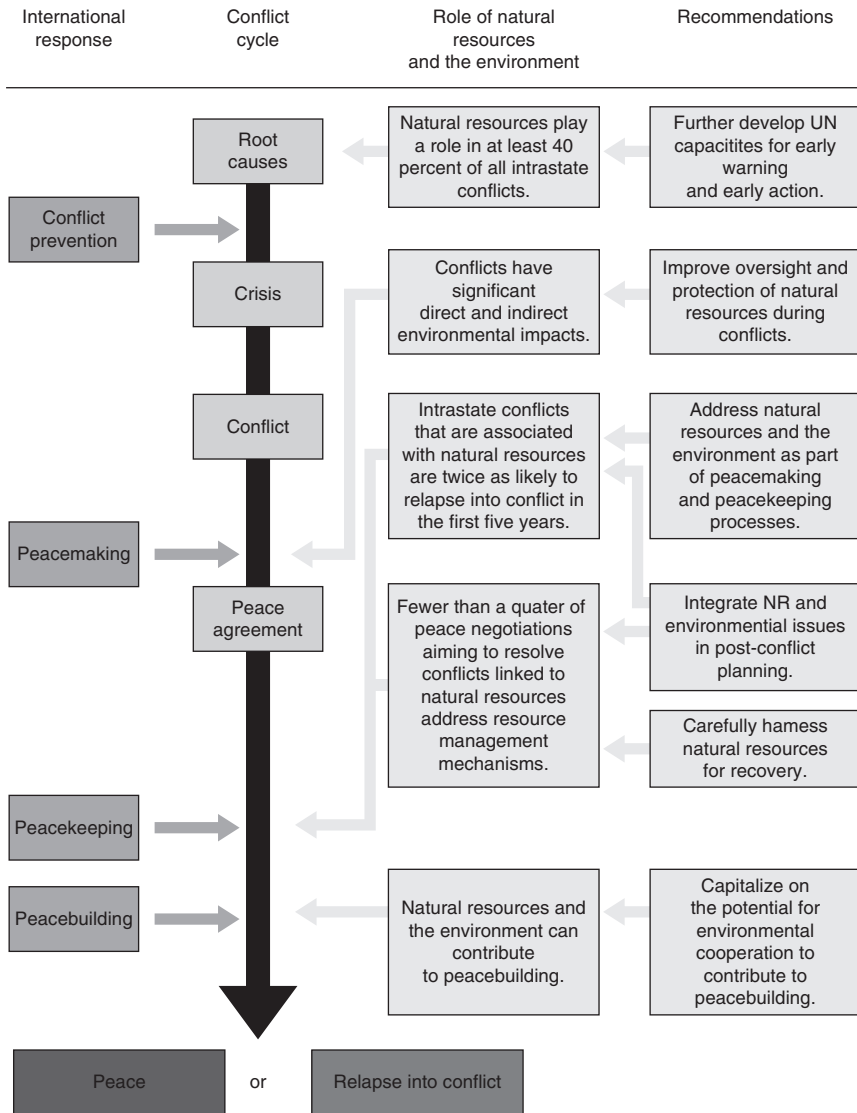 International
response
Conflict
cycle
Role of natural
resources
and the environment
Recommendations
Root
causes
Natural resources play
a role in at least 40
percent of all intrastate
conflicts.
Further develop UN
capacitites for early
warning
and early action.
Conflict
prevention
Crisis
Conflicts have
significant
direct and indirect
environmental impacts.
Improve oversight and
protection of natural
resources during
conflicts.
Conflict
Intrastate conflicts
that are associated
with natural resources
are twice as likely to
relapse into conflict in
the first five years.
Address natural
resources and the
environment as part
of peacemaking
and peacekeeping
processes.
Peacemaking
Peace
agreement
Fewer than a quater of
peace negotiations
aiming to resolve
conflicts linked to
natural resources
address resource
management
mechanisms.
Integrate NR and
environmential issues
in post-conflict
planning.
Carefully hamess
natural resources
for recovery.
Peacekeeping
Peacebuilding
Natural resources and
the environment can
contribute
to peacebuilding.
Capitalize on
the potential for
environmental
cooperation to
contribute to
peacebuilding.
Peace
or
Relapse into conflict